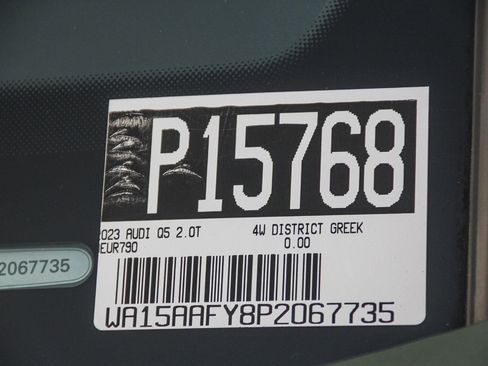 P15768
023 AUDI Q5 2.0T 4W DISTRICT GREEK
EUR790 0.00
2067735
WA15AAFY8P2067735